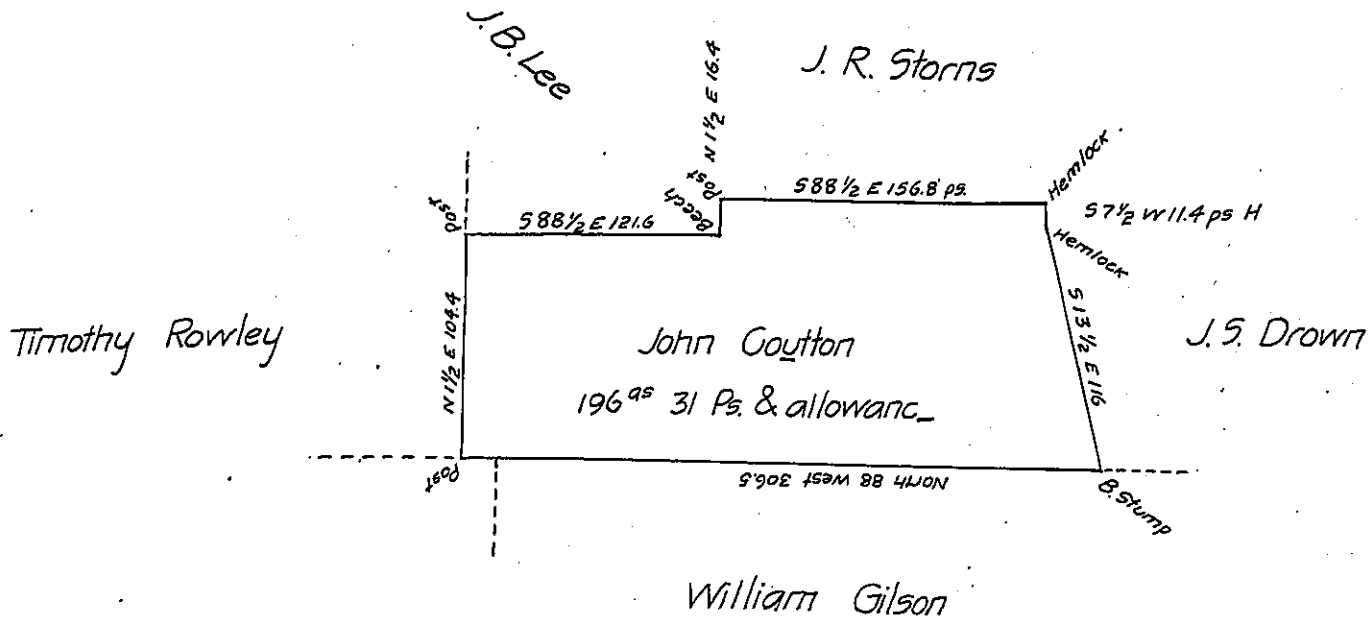 J. B. Lee
N 1½ E 16.4
J. R. Storns
Post
Beech
Post
S 88½ E 156.8 ps.
Hemlock
S 7½ W 11.4 ps H
S 88½ E 121.6
Hemlock
Timothy Rowley
N 1½ E 104.4
John Coutton
196as 31 Ps. & allowanc_
S 13½ E 116
J. S. Drown
Post
North 88 West 306.5
B. Stump
William Gilson